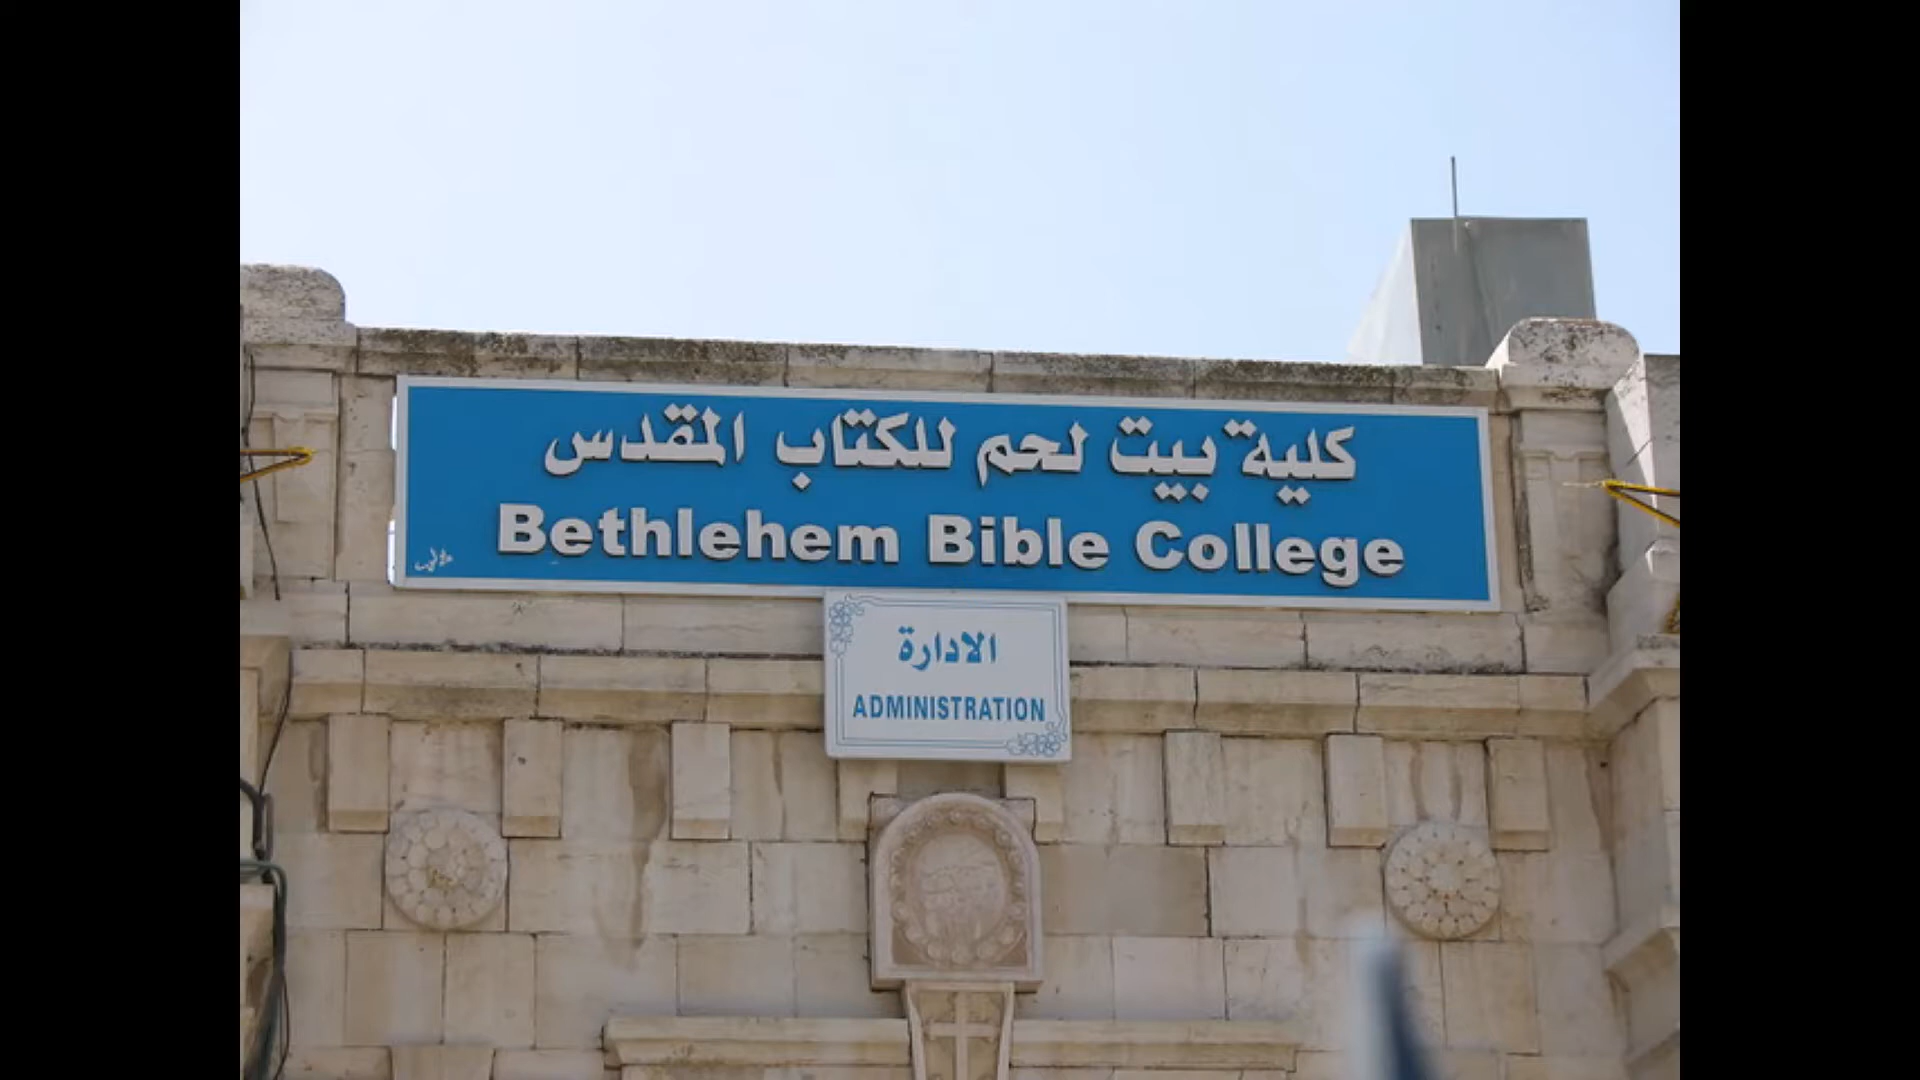 كلية بيت لحم للكتاب المقدس
Bethlehem Bible College
الادارة
ADMINISTRATION